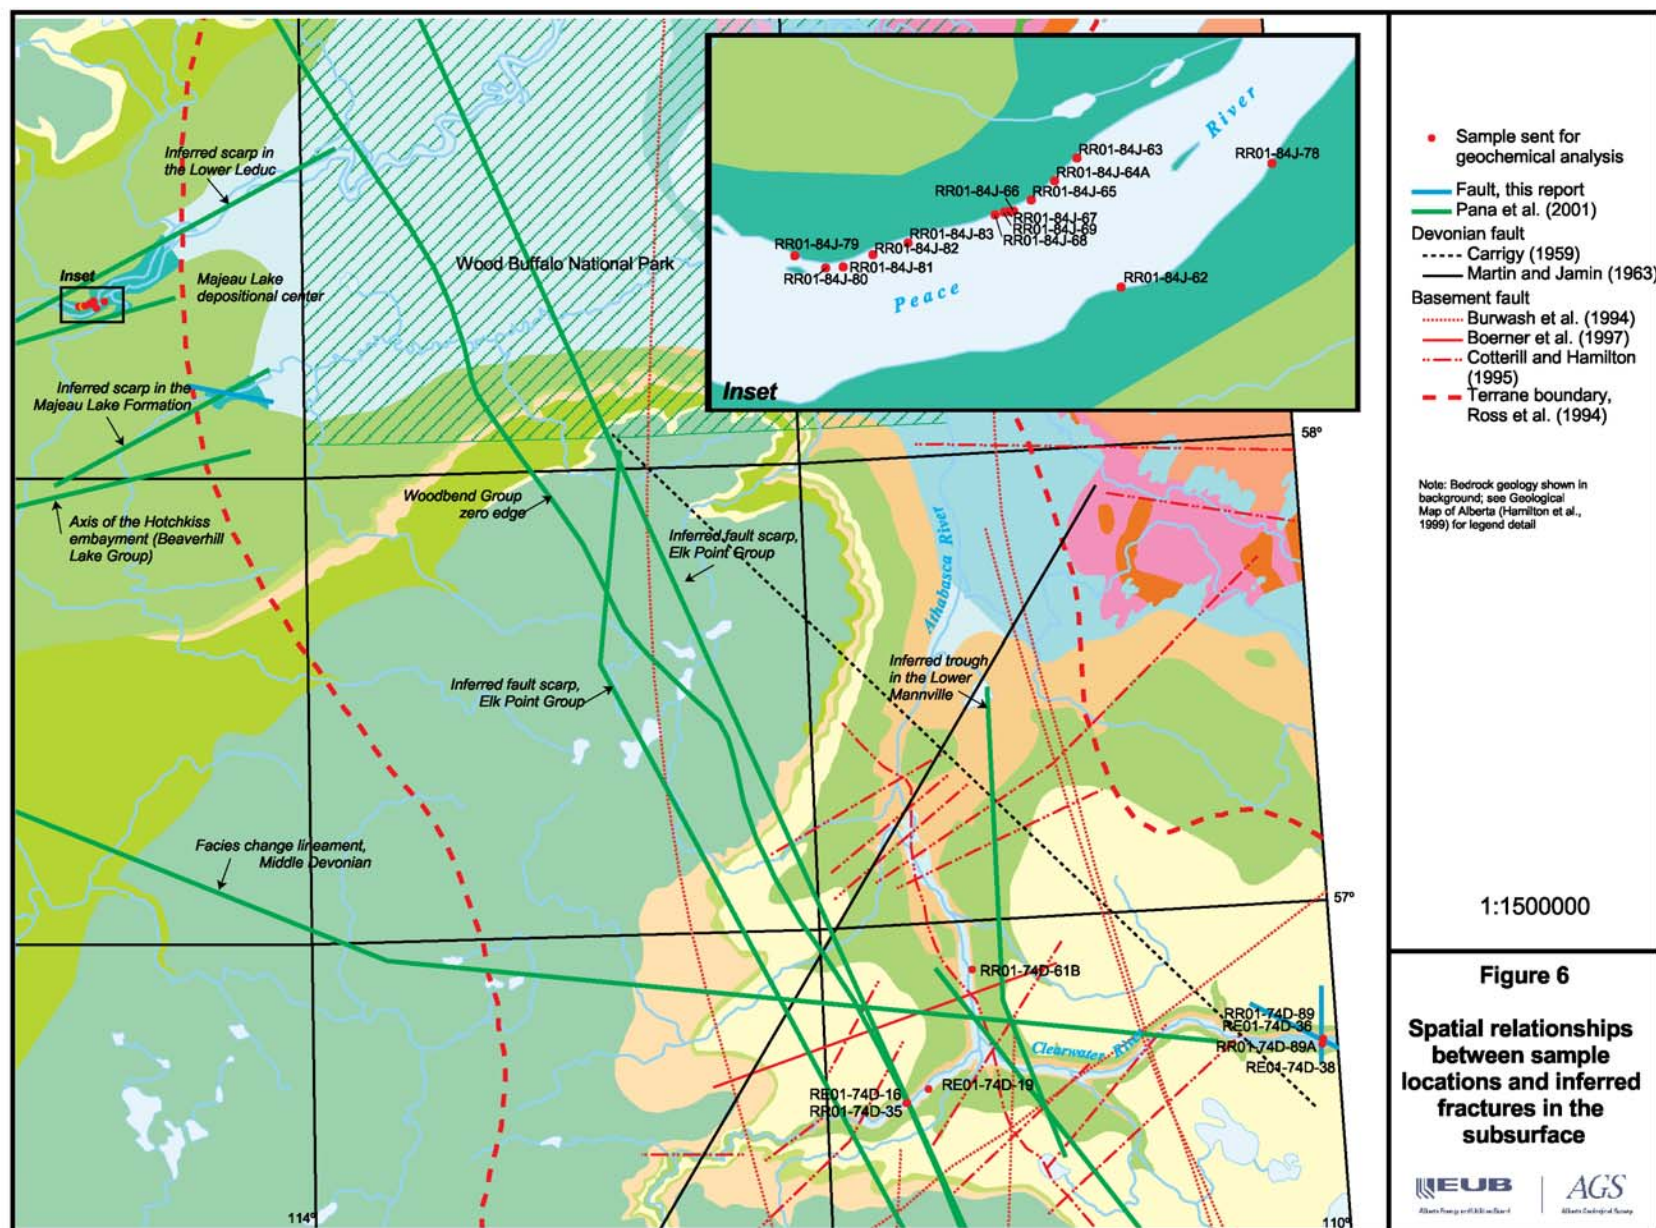 Inferred scarp in
the Lower Leduc
Inset
Majeau Lake
depositional center
Inferred scarp in the
Majeau Lake Formation
Axis of the Hotchkiss
embayment (Beaverhill
Lake Group)
Wood Buffalo National Park
Woodbend Group
zero edge
Inferred fault scarp,
Elk Point Group
Inferred fault scarp,
Elk Point Group
Athabasca River
Inferred trough
in the Lower
Mannville
Facies change lineament,
Middle Devonian
RR01-74D-61B
Clearwater River
RR01-74D-89
RE01-74D-36
RR01-74D-89A
RE01-74D-38
RE01-74D-19
RE01-74D-16
RR01-74D-35
58°
57°
114°
110°
River
RR01-84J-63
RR01-84J-78
RR01-84J-64A
RR01-84J-66
RR01-84J-65
RR01-84J-67
RR01-84J-69
RR01-84J-68
RR01-84J-83
RR01-84J-79
RR01-84J-82
RR01-84J-81
RR01-84J-80
RR01-84J-62
Peace
Inset
Sample sent for
geochemical analysis
Fault, this report
Pana et al. (2001)
Devonian fault
Carrigy (1959)
Martin and Jamin (1963)
Basement fault
Burwash et al. (1994)
Boerner et al. (1997)
Cotterill and Hamilton
(1995)
Terrane boundary,
Ross et al. (1994)
Note: Bedrock geology shown in
background; see Geological
Map of Alberta (Hamilton et al.,
1999) for legend detail
1:1500000
Figure 6
Spatial relationships
between sample
locations and inferred
fractures in the
subsurface
EUB
Alberta Energy and Utilities Board
AGS
Alberta Geological Survey